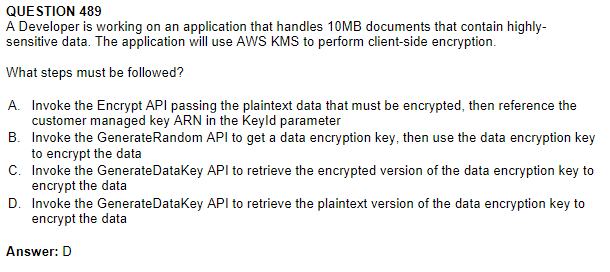 QUESTION 489
A Developer is working on an application that handles 10MB documents that contain highly-
sensitive data. The application will use AWS KMS to perform client-side encryption.
What steps must be followed?
A. Invoke the Encrypt API passing the plaintext data that must be encrypted, then reference the
customer managed key ARN in the KeyId parameter
B. Invoke the GenerateRandom API to get a data encryption key, then use the data encryption key
to encrypt the data
C. Invoke the GenerateDataKey API to retrieve the encrypted version of the data encryption key to
encrypt the data
D. Invoke the GenerateDataKey API to retrieve the plaintext version of the data encryption key to
encrypt the data
Answer: D